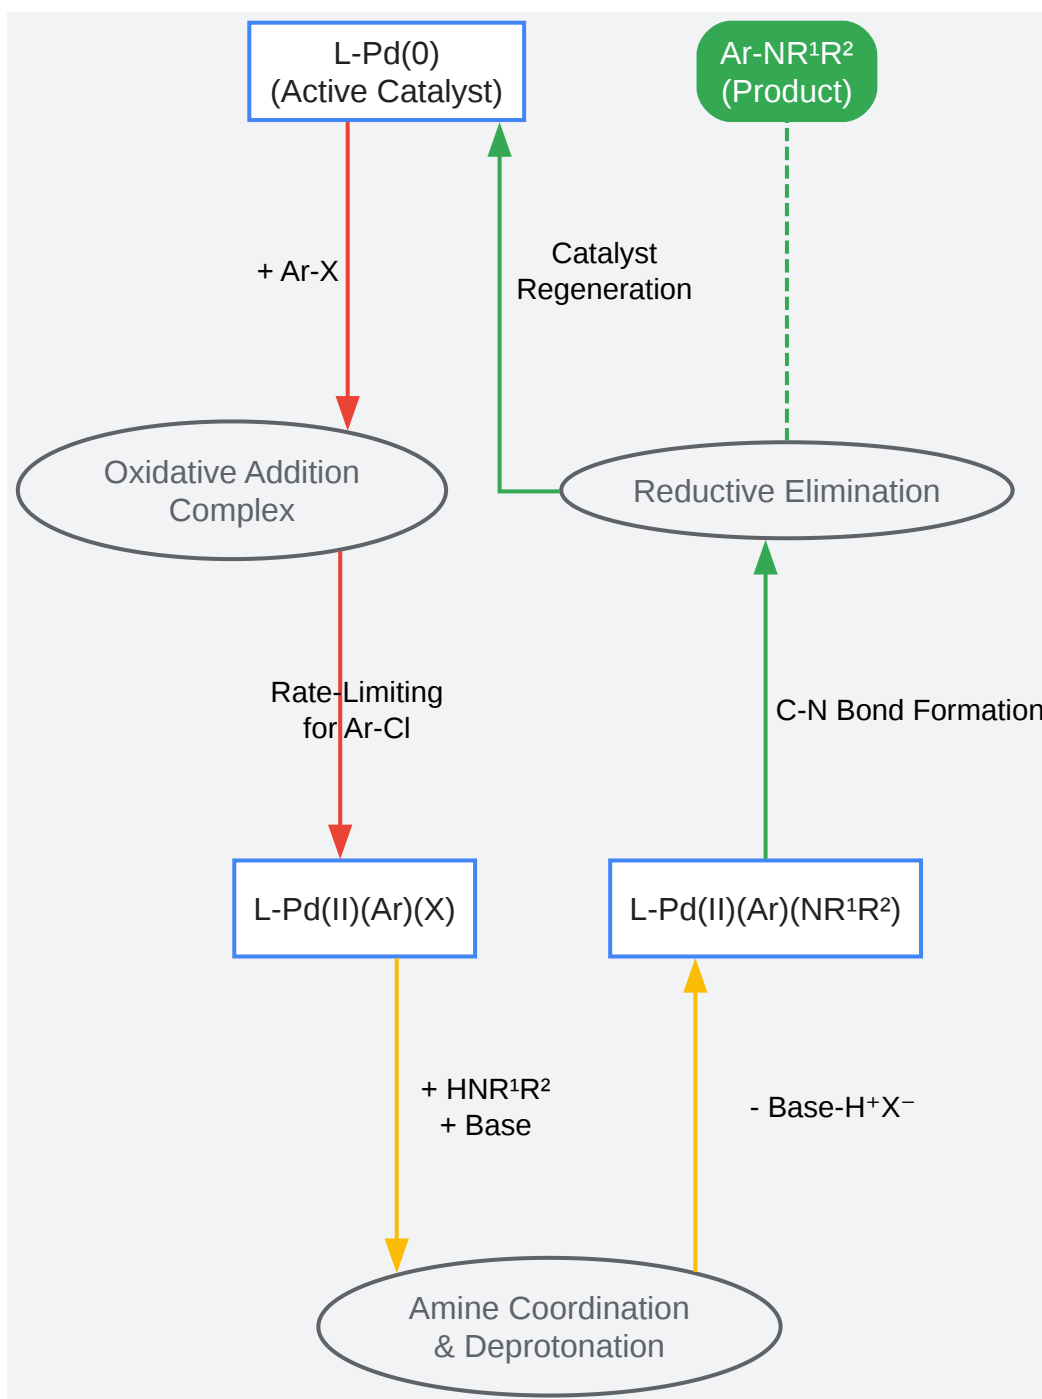 L-Pd(0)
(Active Catalyst)
Ar-NR¹R²
(Product)
+ Ar-X
Catalyst
Regeneration
Oxidative Addition
Complex
Reductive Elimination
Rate-Limiting
for Ar-Cl
C-N Bond Formation
L-Pd(II)(Ar)(X)
L-Pd(II)(Ar)(NR¹R²)
+ HNR¹R²
+ Base
- Base-H⁺X⁻
Amine Coordination
& Deprotonation